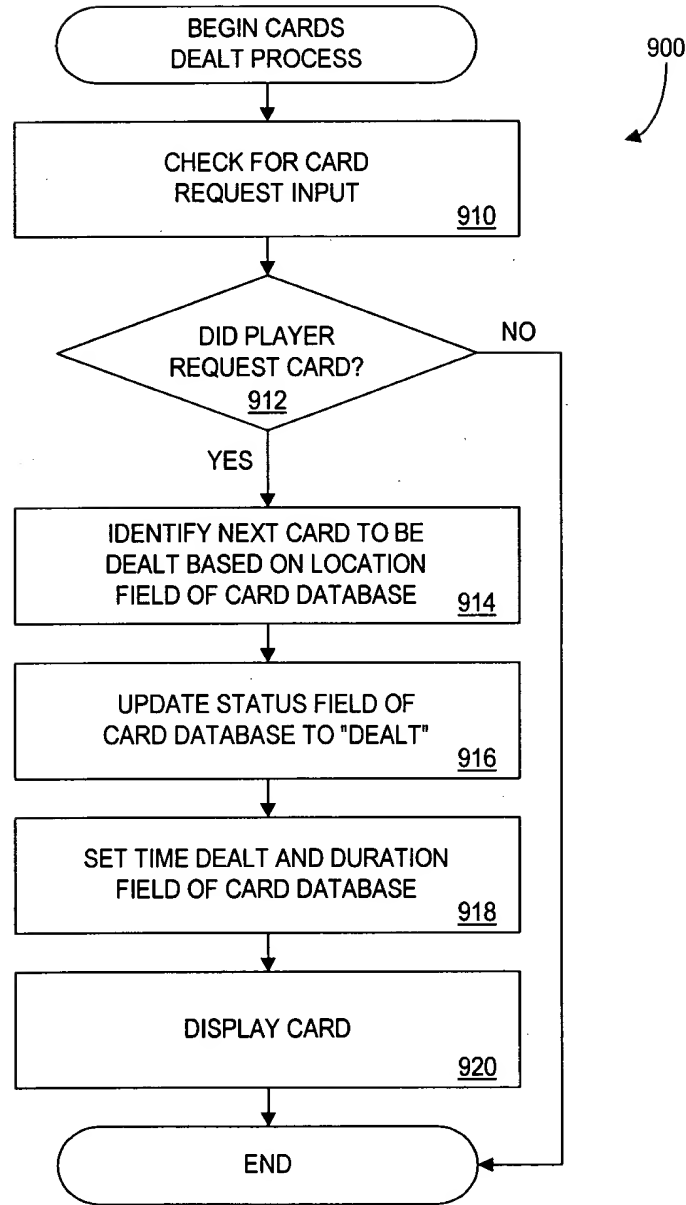 BEGIN CARDS
DEALT PROCESS
900
CHECK FOR CARD
REQUEST INPUT
910
DID PLAYER
REQUEST CARD?
912
NO
YES
IDENTIFY NEXT CARD TO BE
DEALT BASED ON LOCATION
FIELD OF CARD DATABASE
914
UPDATE STATUS FIELD OF
CARD DATABASE TO "DEALT"
916
SET TIME DEALT AND DURATION
FIELD OF CARD DATABASE
918
DISPLAY CARD
920
END